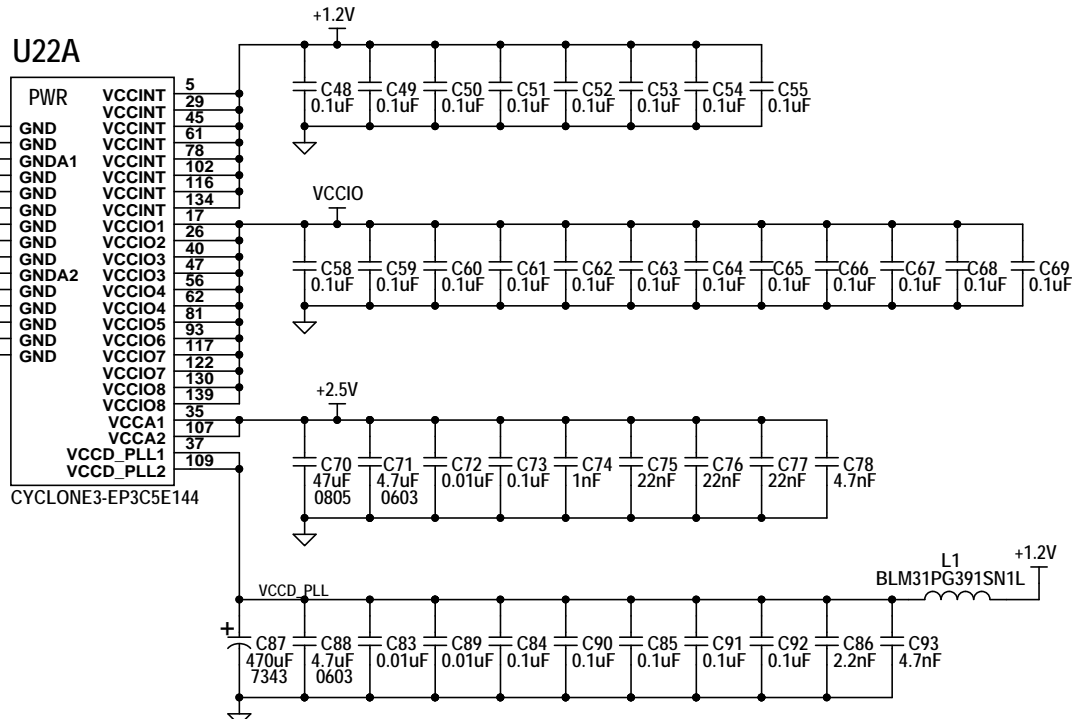 U22A
PWR
GND
GND
GNDA1
GND
GND
GND
GND
GND
GND
GNDA2
GND
GND
GND
GND
GND
VCCINT 5
VCCINT 29
VCCINT 45
VCCINT 61
VCCINT 78
VCCINT 102
VCCINT 116
VCCINT 134
VCCIO1 17
VCCIO2 26
VCCIO3 40
VCCIO3 47
VCCIO4 56
VCCIO4 62
VCCIO5 81
VCCIO6 93
VCCIO7 117
VCCIO7 122
VCCIO8 130
VCCIO8 139
VCCA1 35
VCCA2 107
VCCD_PLL1 37
VCCD_PLL2 109
CYCLONE3-EP3C5E144
+1.2V
C48 C49 C50 C51 C52 C53 C54 C55
0.1uF 0.1uF 0.1uF 0.1uF 0.1uF 0.1uF 0.1uF 0.1uF
VCCIO
C58 C59 C60 C61 C62 C63 C64 C65 C66 C67 C68 C69
0.1uF 0.1uF 0.1uF 0.1uF 0.1uF 0.1uF 0.1uF 0.1uF 0.1uF 0.1uF 0.1uF 0.1uF
+2.5V
C70 C71 C72 C73 C74 C75 C76 C77 C78
47uF 4.7uF 0.01uF 0.1uF 1nF 22nF 22nF 22nF 4.7nF
0805 0603
L1 +1.2V
BLM31PG391SN1L
VCCD_PLL
+
C87 C88 C83 C89 C84 C90 C85 C91 C92 C86 C93
470uF 4.7uF 0.01uF 0.01uF 0.1uF 0.1uF 0.1uF 0.1uF 0.1uF 2.2nF 4.7nF
7343 0603